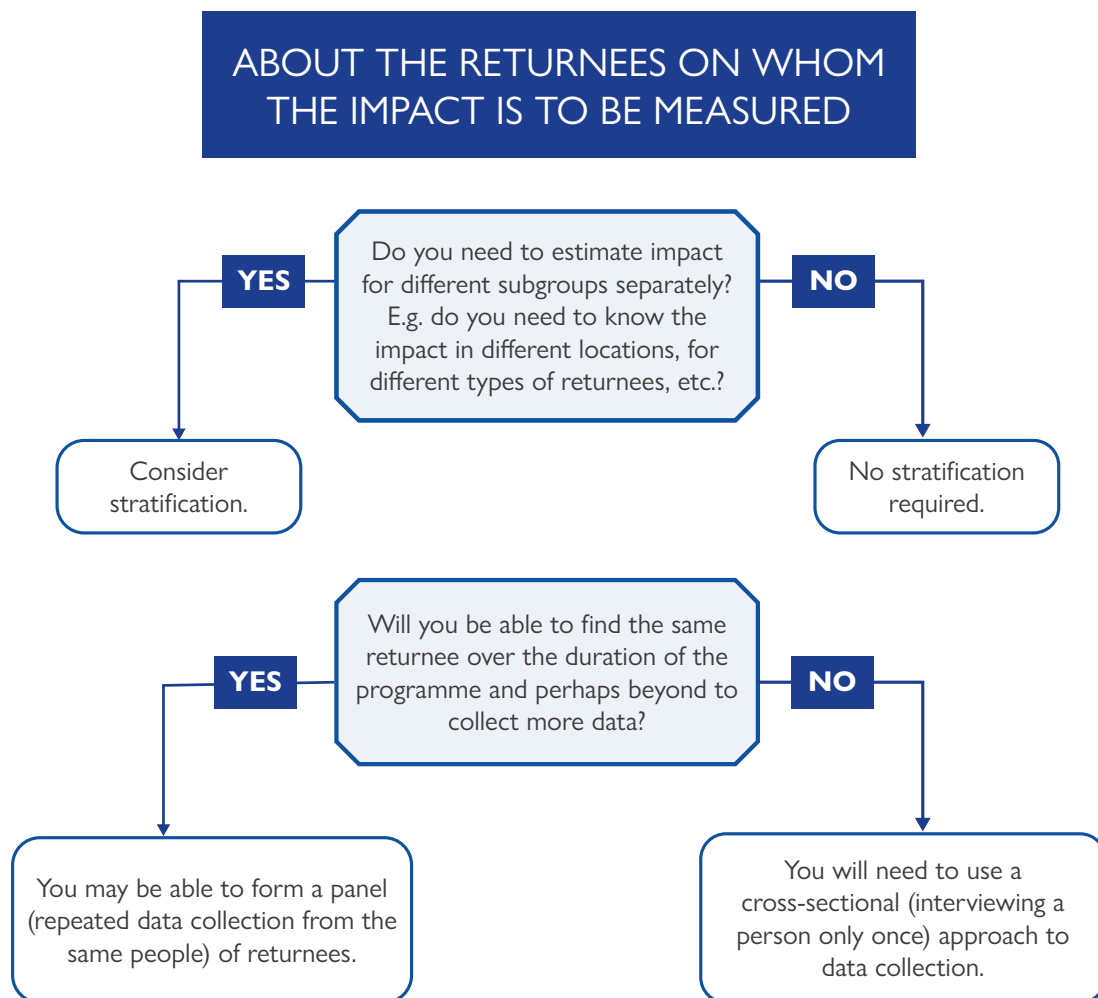 ABOUT THE RETURNEES ON WHOM
THE IMPACT IS TO BE MEASURED
Do you need to estimate impact
for different subgroups separately?
E.g. do you need to know the
impact in different locations, for
different types of returnees, etc.?
YES
NO
Consider
stratification.
No stratification
required.
Will you be able to find the same
returnee over the duration of the
programme and perhaps beyond to
collect more data?
YES
NO
You may be able to form a panel
(repeated data collection from the
same people) of returnees.
You will need to use a
cross-sectional (interviewing a
person only once) approach to
data collection.